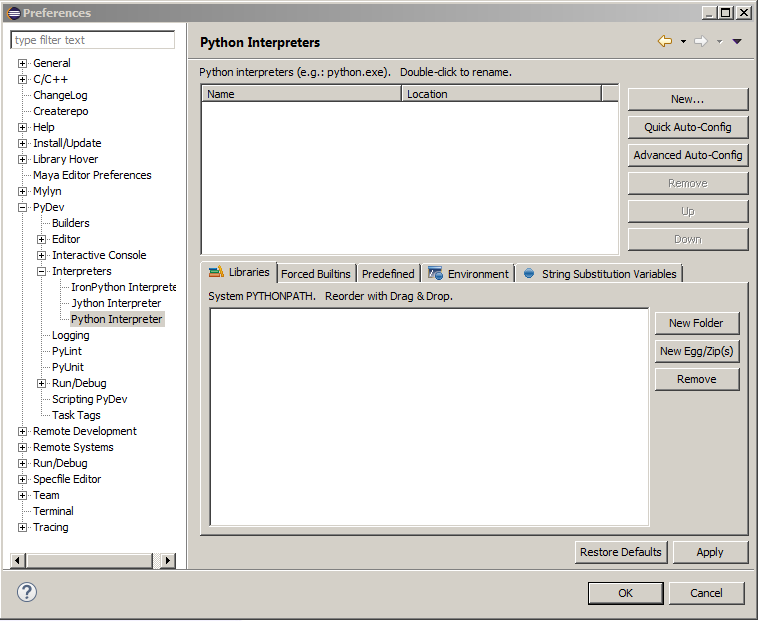 Preferences
type filter text
General
C/C++
ChangeLog
Createrepo
Help
Install/Update
Library Hover
Maya Editor Preferences
Mylyn
PyDev
Builders
Editor
Interactive Console
Interpreters
IronPython Interprete
Jython Interpreter
Python Interpreter
Logging
PyLint
PyUnit
Run/Debug
Scripting PyDev
Task Tags
Remote Development
Remote Systems
Run/Debug
Specfile Editor
Team
Terminal
Tracing
Python Interpreters
Python interpreters (e.g.: python.exe). Double-click to rename.
Name Location
New...
Quick Auto-Config
Advanced Auto-Config
Remove
Up
Down
Libraries Forced Builtins Predefined Environment String Substitution Variables
System PYTHONPATH. Reorder with Drag & Drop.
New Folder
New Egg/Zip(s)
Remove
Restore Defaults Apply
? OK Cancel